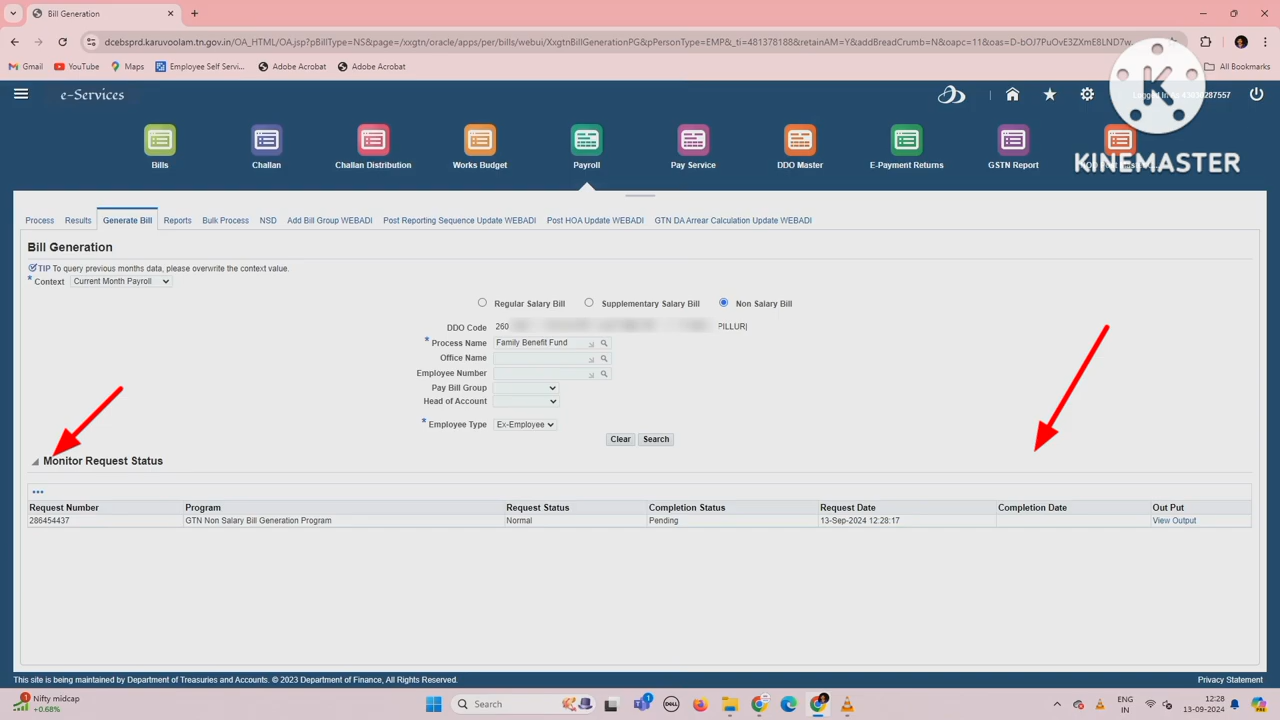 Bill Generation
dcebsprd.karuvoolam.tn.gov.in/OA_HTML/OA.jsp?pBillType=NS&page=/xxgtn/oracle/apps/per/bills/webui/XxgtnBillGenerationPG&pPersonType=EMP&_ti=481378188&retainAM=Y&addBreadCrumb=N&oapc=11&oas=D-bOJ7PuOvE3ZXmE8LND7w..
Gmail YouTube Maps Employee Self Servic... Adobe Acrobat Adobe Acrobat All Bookmarks
e-Services
Bills Challan Challan Distribution Works Budget Payroll Pay Service DDO Master E-Payment Returns GSTN Report
KINEMASTER
Process Results Generate Bill Reports Bulk Process NSD Add Bill Group WEBADI Post Reporting Sequence Update WEBADI Post HOA Update WEBADI GTN DA Arrear Calculation Update WEBADI
Bill Generation
TIP To query previous months data, please overwrite the context value.
* Context Current Month Payroll
Regular Salary Bill Supplementary Salary Bill Non Salary Bill
DDO Code 260 PILLUR|
* Process Name Family Benefit Fund
Office Name
Employee Number
Pay Bill Group
Head of Account
* Employee Type Ex-Employee
Clear Search
Monitor Request Status
Request Number Program Request Status Completion Status Request Date Completion Date Out Put
286454437 GTN Non Salary Bill Generation Program Normal Pending 13-Sep-2024 12:28:17 View Output
This site is being maintained by Department of Treasuries and Accounts. © 2023 Department of Finance, All Rights Reserved. Privacy Statement
1 Nifty midcap
+0.68%
Search
1
DELL
ENG
IN
12:28
13-09-2024